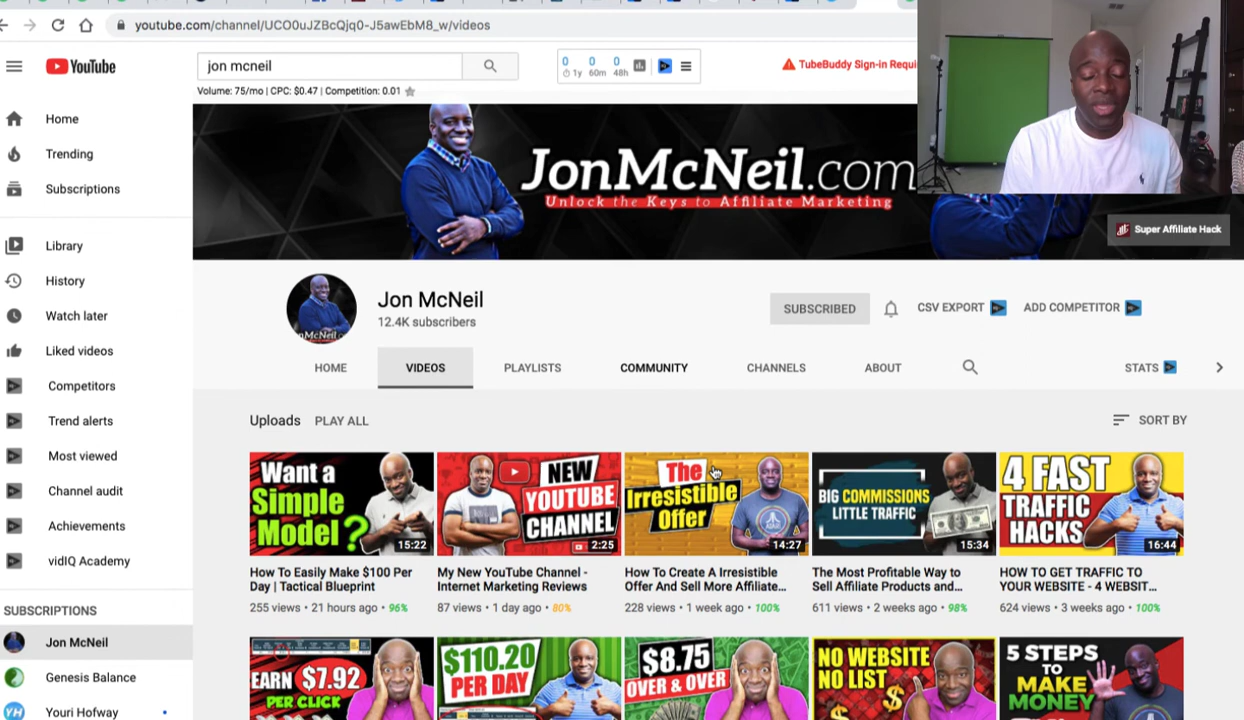 youtube.com/channel/UCO0uJZBcQjq0-J5awEbM8_w/videos
YouTube
jon mcneil
0 0 0
1y 60m 48h
TubeBuddy Sign-in Requi
Volume: 75/mo | CPC: $0.47 | Competition: 0.01
Home
Trending
Subscriptions
Library
History
Watch later
Liked videos
Competitors
Trend alerts
Most viewed
Channel audit
Achievements
vidIQ Academy
SUBSCRIPTIONS
Jon McNeil
Genesis Balance
YH Youri Hofway
JonMcNeil.com
Unlock the Keys to Affiliate Marketing
Super Affiliate Hack
Jon McNeil
12.4K subscribers
SUBSCRIBED
CSV EXPORT
ADD COMPETITOR
HOME VIDEOS PLAYLISTS COMMUNITY CHANNELS ABOUT STATS
Uploads PLAY ALL SORT BY
Want a
Simple
Model?
15:22
How To Easily Make $100 Per
Day | Tactical Blueprint
255 views • 21 hours ago • 96%
NEW
YOUTUBE
CHANNEL
2:25
My New YouTube Channel -
Internet Marketing Reviews
87 views • 1 day ago • 80%
The
Irresistible
Offer
14:27
How To Create A Irresistible
Offer And Sell More Affiliate...
228 views • 1 week ago • 100%
BIG COMMISSIONS
LITTLE TRAFFIC
15:34
The Most Profitable Way to
Sell Affiliate Products and...
611 views • 2 weeks ago • 98%
4 FAST
TRAFFIC
HACKS
16:44
HOW TO GET TRAFFIC TO
YOUR WEBSITE - 4 WEBSIT...
624 views • 3 weeks ago • 100%
EARN $7.92
PER CLICK
$110.20
PER DAY
$8.75
OVER & OVER
NO WEBSITE
NO LIST
5 STEPS
TO
MAKE
MONEY